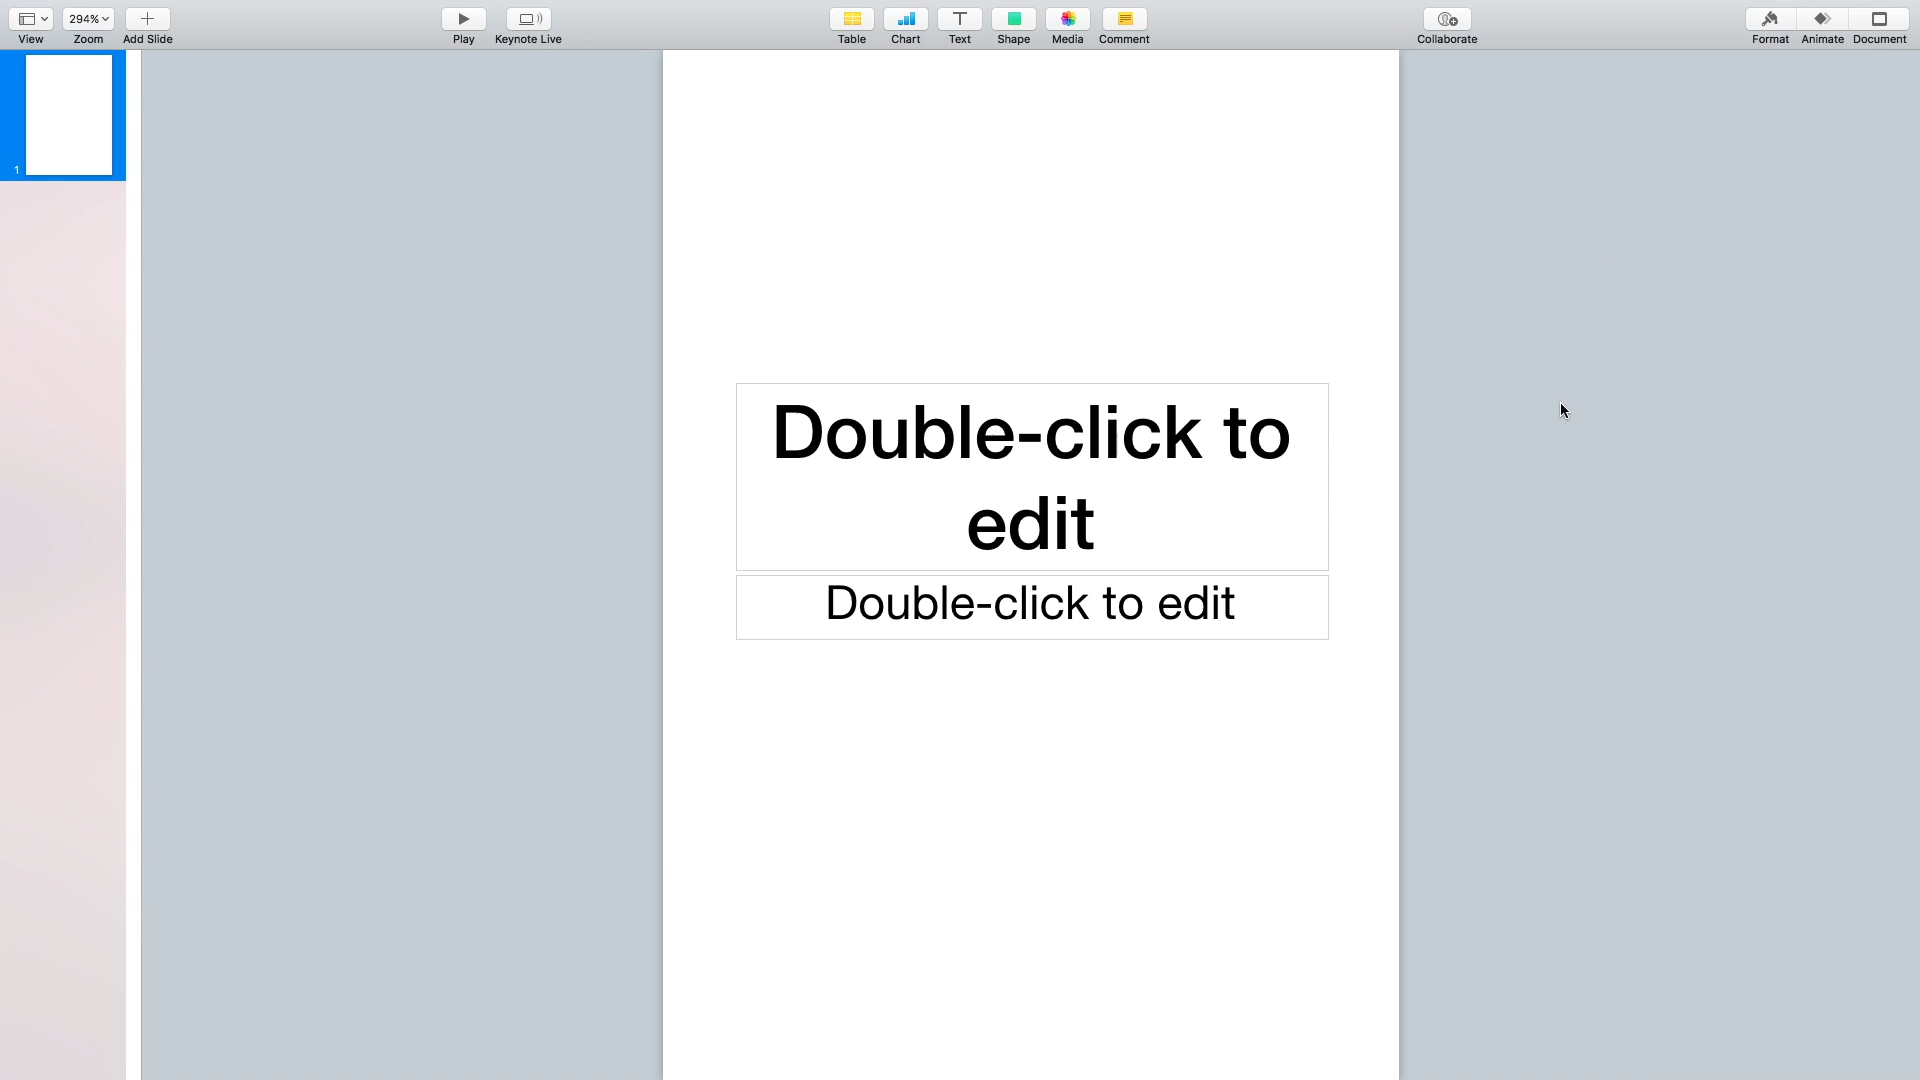 294%
View
Zoom
Add Slide
Play
Keynote Live
Table
Chart
Text
Shape
Media
Comment
Collaborate
Format
Animate
Document
1
Double-click to
edit
Double-click to edit